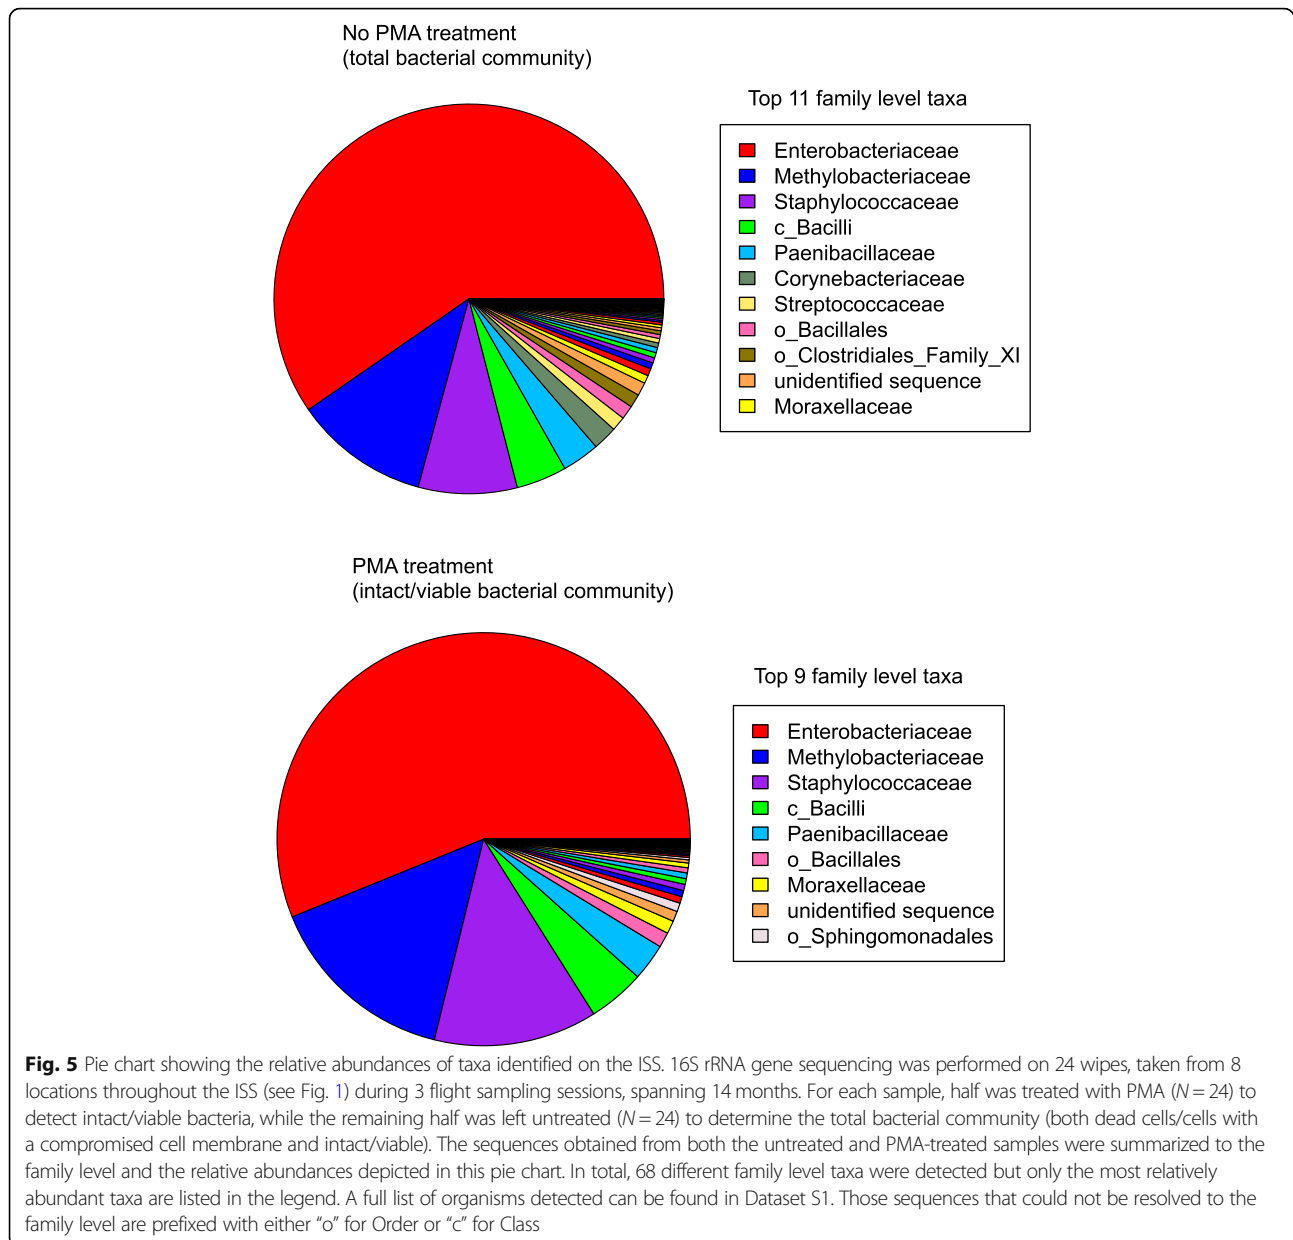 No PMA treatment
(total bacterial community)
Top 11 family level taxa
Enterobacteriaceae
Methylobacteriaceae
Staphylococcaceae
c_Bacilli
Paenibacillaceae
Corynebacteriaceae
Streptococcaceae
o_Bacillales
o_Clostridiales_Family_XI
unidentified sequence
Moraxellaceae
PMA treatment
(intact/viable bacterial community)
Top 9 family level taxa
Enterobacteriaceae
Methylobacteriaceae
Staphylococcaceae
c_Bacilli
Paenibacillaceae
o_Bacillales
Moraxellaceae
unidentified sequence
o_Sphingomonadales
Fig. 5 Pie chart showing the relative abundances of taxa identified on the ISS. 16S rRNA gene sequencing was performed on 24 wipes, taken from 8
locations throughout the ISS (see Fig. 1) during 3 flight sampling sessions, spanning 14 months. For each sample, half was treated with PMA (N = 24) to
detect intact/viable bacteria, while the remaining half was left untreated (N = 24) to determine the total bacterial community (both dead cells/cells with
a compromised cell membrane and intact/viable). The sequences obtained from both the untreated and PMA-treated samples were summarized to the
family level and the relative abundances depicted in this pie chart. In total, 68 different family level taxa were detected but only the most relatively
abundant taxa are listed in the legend. A full list of organisms detected can be found in Dataset S1. Those sequences that could not be resolved to the
family level are prefixed with either “o” for Order or “c” for Class